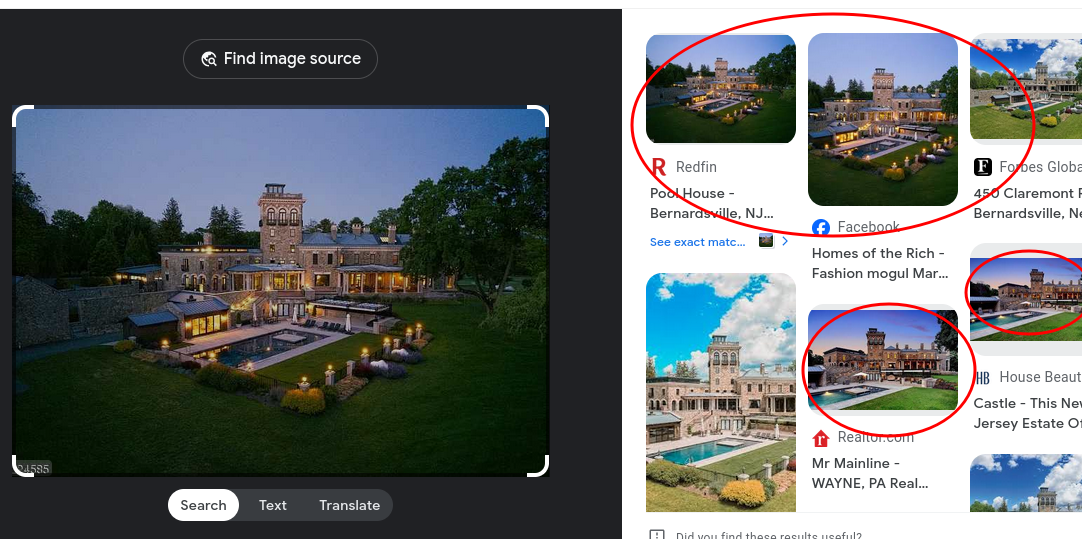 Find image source
Search
Text
Translate
Redfin
Pool House -
Bernardsville, NJ...
See exact matc...
Facebook
Homes of the Rich -
Fashion mogul Mar...
Realtor.com
Mr Mainline -
WAYNE, PA Real...
Forbes Globa
450 Claremont
Bernardsville, Ne
HB
House Beaut
Castle - This Ne
Jersey Estate Of
Did you find these results useful?